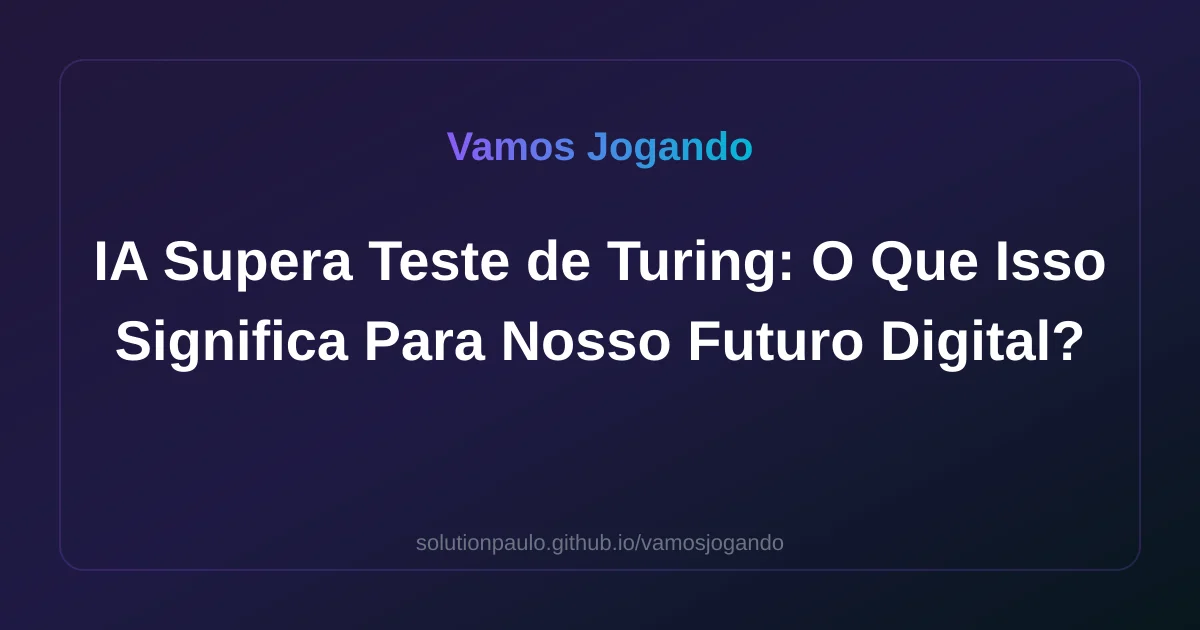 Vamos Jogando
IA Supera Teste de Turing: O Que Isso
Significa Para Nosso Futuro Digital?
solutionpaulo.github.io/vamosjogando